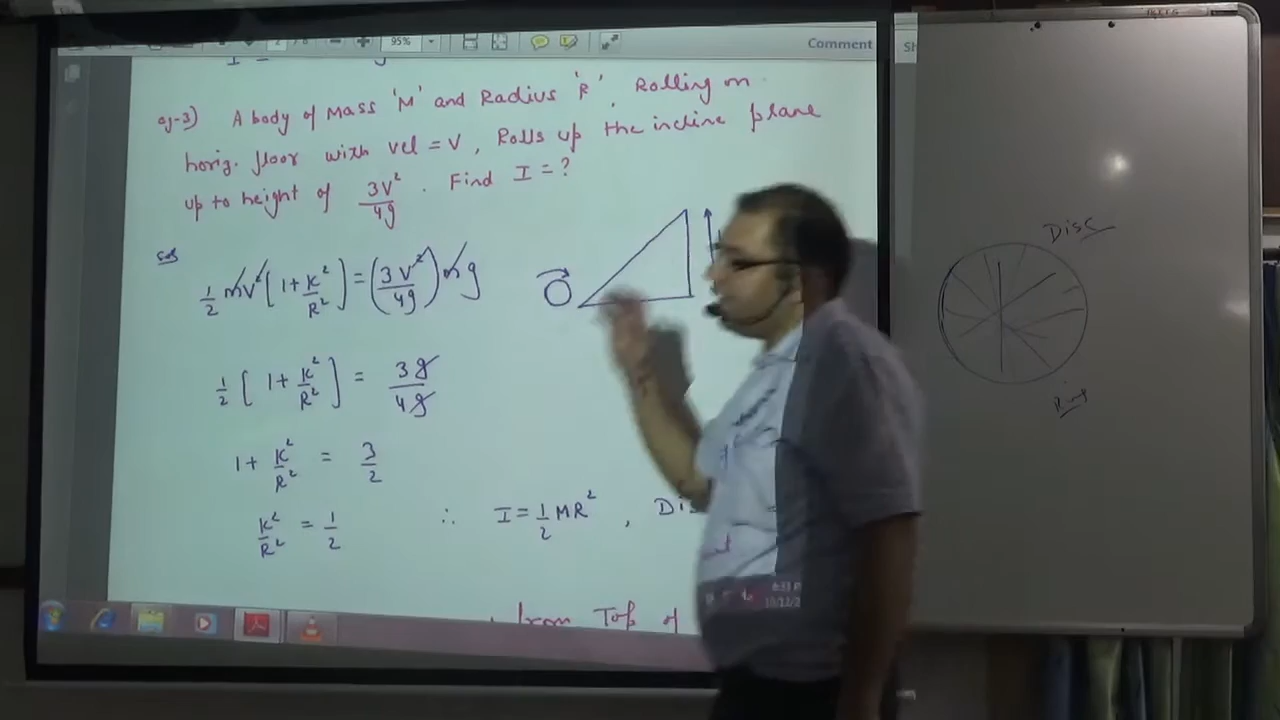 95%
Comment
eg-3) A body of Mass 'M' and Radius 'R'. Rolling on
horiz. floor with vel = V, Rolls up the incline plane
up to height of 3V²/4g. Find I = ?
Sol
1/2 mV² [1 + K²/R²] = (3V²/4g) mg
1/2 [1 + K²/R²] = 3g/4g
1 + K²/R² = 3/2
K²/R² = 1/2 ∴ I = 1/2 MR²,
from Top of
Disc
Ring